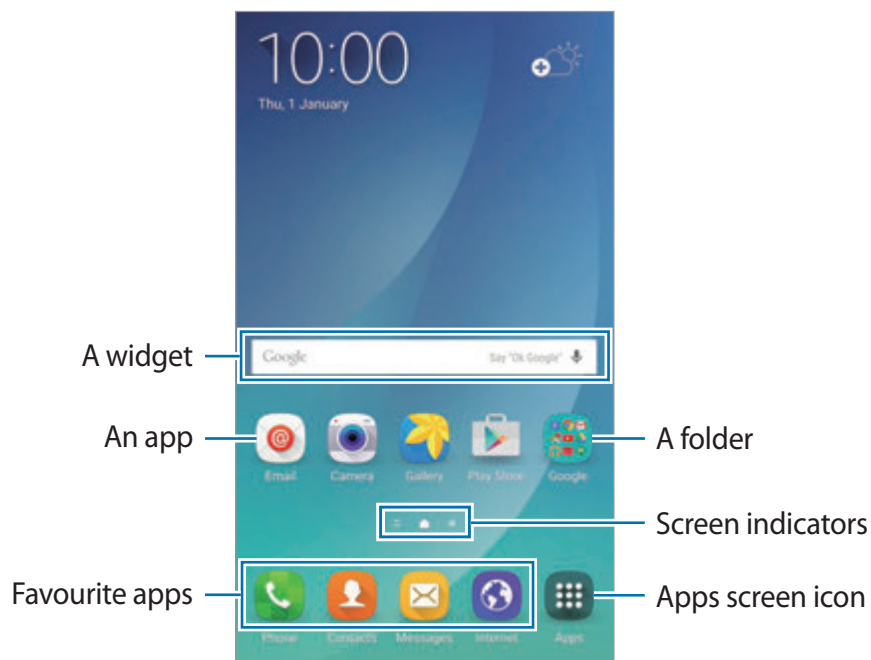 10:00
Thu, 1 January
A widget
Google
Say "Ok Google"
An app
A folder
Email
Camera
Gallery
Play Store
Google
Screen indicators
Favourite apps
Apps screen icon
Phone
Contacts
Messages
Internet
Apps